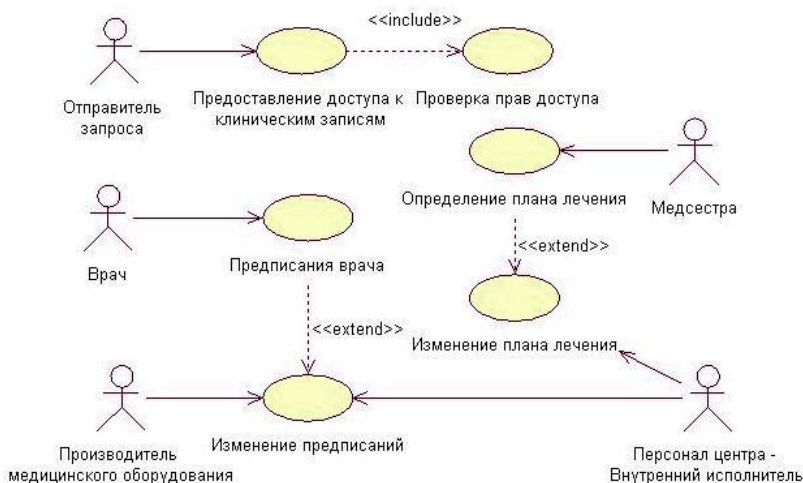 <<include>>
Отправитель
запроса
Предоставление доступа к
клиническим записям
Проверка прав доступа
Определение плана лечения
Медсестра
Врач
Предписания врача
<<extend>>
<<extend>>
Изменение плана лечения
Производитель
медицинского оборудования
Изменение предписаний
Персонал центра -
Внутренний исполнитель